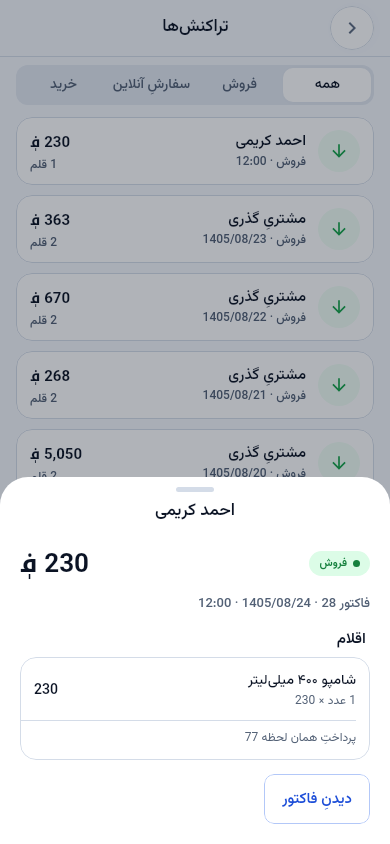 تراکنش‌ها
همه
فروش
سفارشِ آنلاین
خرید
احمد کریمی
230 ؋
فروش · 12:00
1 قلم
مشتریِ گذری
363 ؋
فروش · 1405/08/23
2 قلم
مشتریِ گذری
670 ؋
فروش · 1405/08/22
2 قلم
مشتریِ گذری
268 ؋
فروش · 1405/08/21
2 قلم
مشتریِ گذری
5,050 ؋
فروش · 1405/08/20
2 قلم
احمد کریمی
فروش
230 ؋
فاکتور 28 · 1405/08/24 · 12:00
اقلام
شامپو ۴۰۰ میلی‌لیتر
230
1 عدد × 230
پرداختِ همان لحظه 77
دیدنِ فاکتور